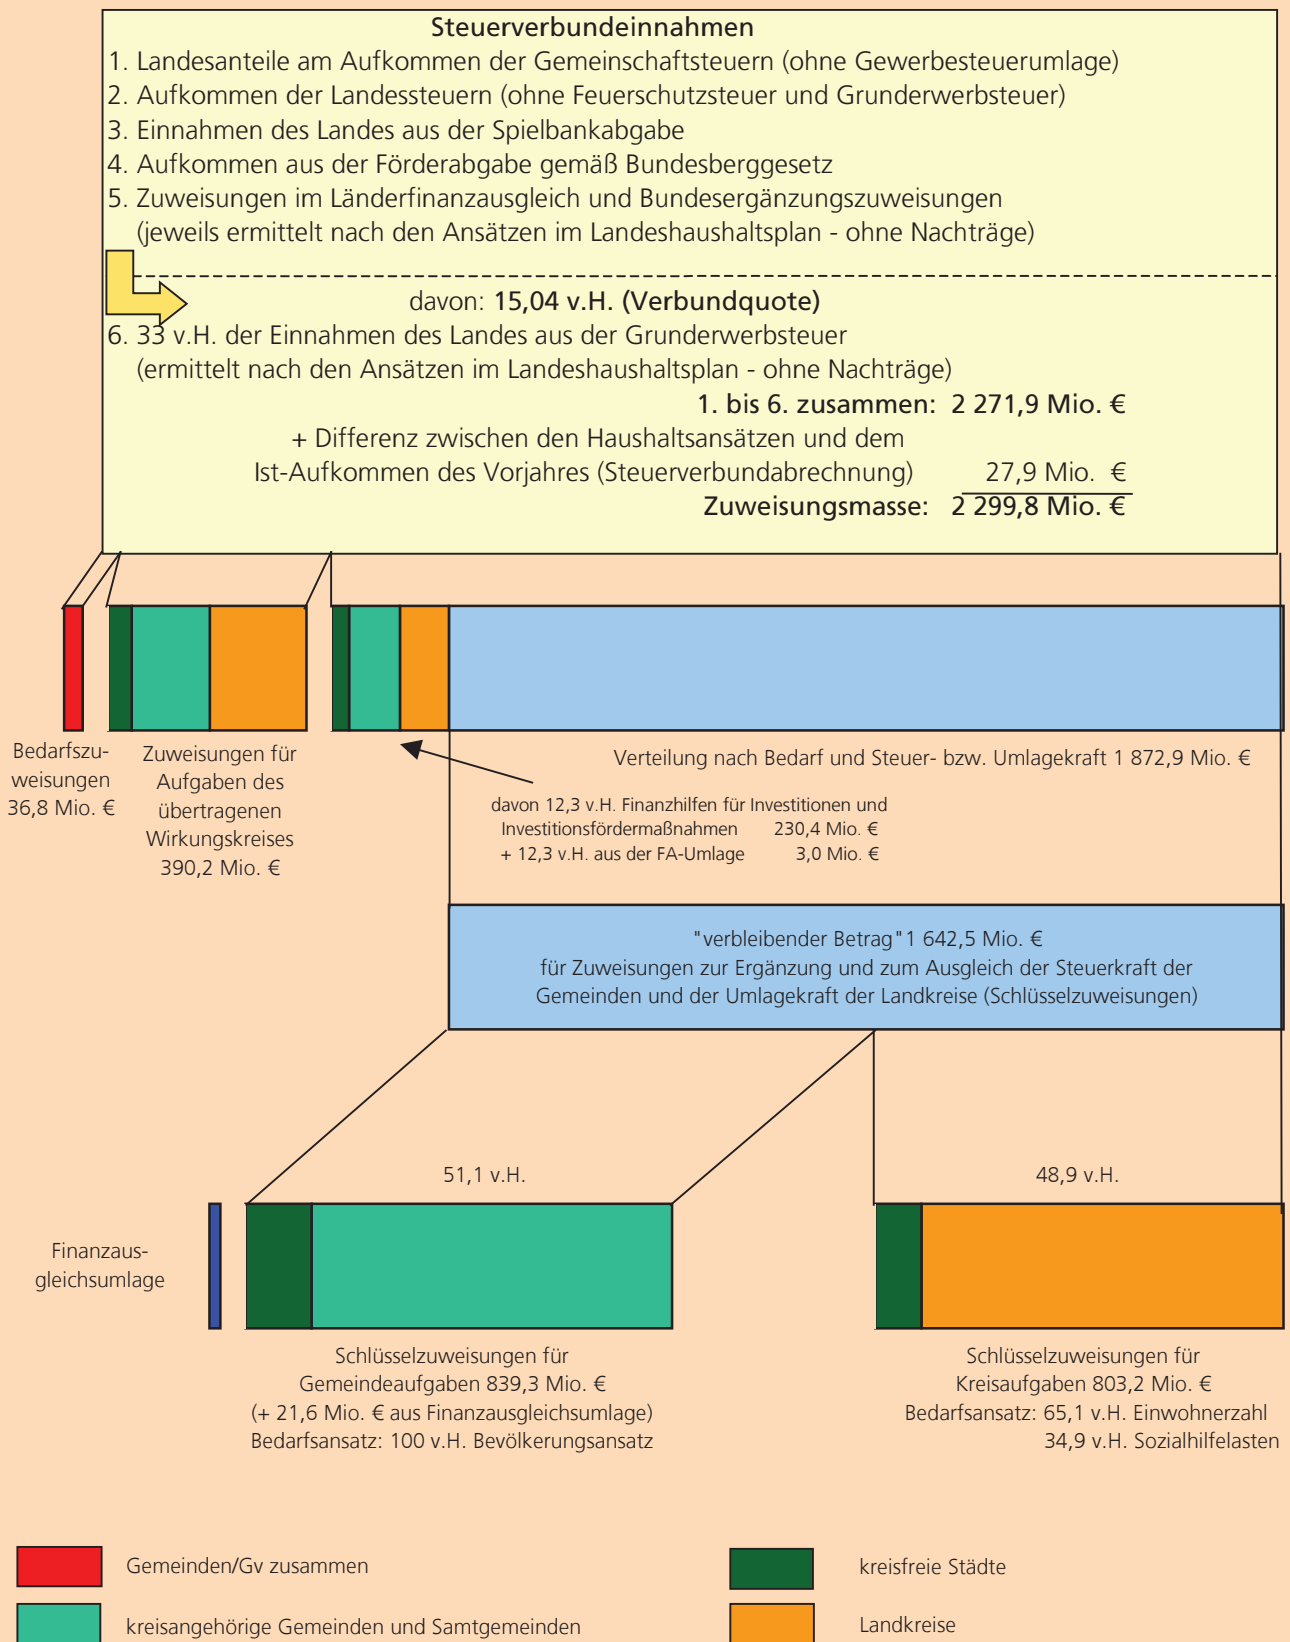 Steuerverbundeinnahmen
1. Landesanteile am Aufkommen der Gemeinschaftsteuern (ohne Gewerbesteuerumlage)
2. Aufkommen der Landessteuern (ohne Feuerschutzsteuer und Grunderwerbsteuer)
3. Einnahmen des Landes aus der Spielbankabgabe
4. Aufkommen aus der Förderabgabe gemäß Bundesberggesetz
5. Zuweisungen im Länderfinanzausgleich und Bundesergänzungszuweisungen
(jeweils ermittelt nach den Ansätzen im Landeshaushaltsplan - ohne Nachträge)
davon: 15,04 v.H. (Verbundquote)
6. 33 v.H. der Einnahmen des Landes aus der Grunderwerbsteuer
(ermittelt nach den Ansätzen im Landeshaushaltsplan - ohne Nachträge)
1. bis 6. zusammen: 2 271,9 Mio. €
+ Differenz zwischen den Haushaltsansätzen und dem
Ist-Aufkommen des Vorjahres (Steuerverbundabrechnung) 27,9 Mio. €
Zuweisungsmasse: 2 299,8 Mio. €
Bedarfszu-
weisungen
36,8 Mio. €
Zuweisungen für
Aufgaben des
übertragenen
Wirkungskreises
390,2 Mio. €
Verteilung nach Bedarf und Steuer- bzw. Umlagekraft 1 872,9 Mio. €
davon 12,3 v.H. Finanzhilfen für Investitionen und
Investitionsfördermaßnahmen 230,4 Mio. €
+ 12,3 v.H. aus der FA-Umlage 3,0 Mio. €
"verbleibender Betrag"1 642,5 Mio. €
für Zuweisungen zur Ergänzung und zum Ausgleich der Steuerkraft der
Gemeinden und der Umlagekraft der Landkreise (Schlüsselzuweisungen)
51,1 v.H.
48,9 v.H.
Finanzaus-
gleichsumlage
Schlüsselzuweisungen für
Gemeindeaufgaben 839,3 Mio. €
(+ 21,6 Mio. € aus Finanzausgleichsumlage)
Bedarfsansatz: 100 v.H. Bevölkerungsansatz
Schlüsselzuweisungen für
Kreisaufgaben 803,2 Mio. €
Bedarfsansatz: 65,1 v.H. Einwohnerzahl
34,9 v.H. Sozialhilfelasten
Gemeinden/Gv zusammen
kreisfreie Städte
kreisangehörige Gemeinden und Samtgemeinden
Landkreise